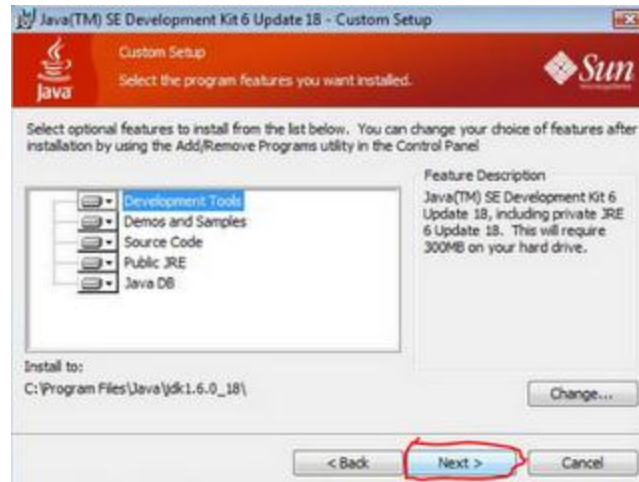 Java(TM) SE Development Kit 6 Update 18 - Custom Setup
Java
Custom Setup
Select the program features you want installed.
Sun
microsystems
Select optional features to install from the list below. You can change your choice of features after
installation by using the Add/Remove Programs utility in the Control Panel
Development Tools
Demos and Samples
Source Code
Public JRE
Java DB
Feature Description
Java(TM) SE Development Kit 6
Update 18, including private JRE
6 Update 18. This will require
300MB on your hard drive.
Install to:
C:\Program Files\Java\jdk1.6.0_18\
Change...
< Back
Next >
Cancel